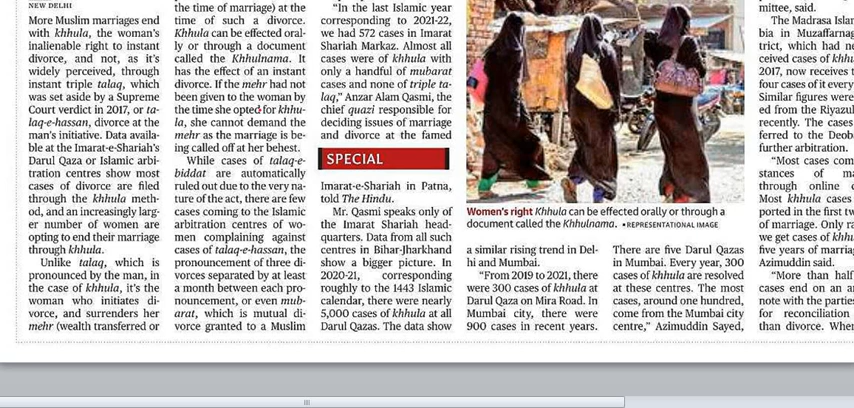 NEW DELHI
More Muslim marriages end
with khhula, the woman's
inalienable right to instant
divorce, and not, as it's
widely perceived, through
instant triple talaq, which
was set aside by a Supreme
Court verdict in 2017, or ta-
laq-e-hassan, divorce at the
man's initiative. Data availa-
ble at the Imarat-e-Shariah's
Darul Qaza or Islamic arbi-
tration centres show most
cases of divorce are filed
through the khhula meth-
od, and an increasingly larg-
er number of women are
opting to end their marriage
through khhula.
Unlike talaq, which is
pronounced by the man, in
the case of khhula, it's the
woman who initiates di-
vorce, and surrenders her
mehr (wealth transferred or
the time of marriage) at the
time of such a divorce.
Khhula can be effected oral-
ly or through a document
called the Khhulnama. It
has the effect of an instant
divorce. If the mehr had not
been given to the woman by
the time she opted for khhu-
la, she cannot demand the
mehr as the marriage is be-
ing called off at her behest.
While cases of talaq-e-
biddat are automatically
ruled out due to the very na-
ture of the act, there are few
cases coming to the Islamic
arbitration centres of wo-
men complaining against
cases of talaq-e-hassan, the
pronouncement of three di-
vorces separated by at least
a month between each pro-
nouncement, or even mub-
arat, which is mutual di-
vorce granted to a Muslim
"In the last Islamic year
corresponding to 2021-22,
we had 572 cases in Imarat
Shariah Markaz. Almost all
cases were of khhula with
only a handful of mubarat
cases and none of triple ta-
laq," Anzar Alam Qasmi, the
chief quazi responsible for
deciding issues of marriage
and divorce at the famed
SPECIAL
Imarat-e-Shariah in Patna,
told The Hindu.
Mr. Qasmi speaks only of
the Imarat Shariah head-
quarters. Data from all such
centres in Bihar-Jharkhand
show a bigger picture. In
2020-21, corresponding
roughly to the 1443 Islamic
calendar, there were nearly
5,000 cases of khhula at all
Darul Qazas. The data show
Women's right Khhula can be effected orally or through a
document called the Khhulnama. • REPRESENTATIONAL IMAGE
a similar rising trend in Del-
hi and Mumbai.
"From 2019 to 2021, there
were 300 cases of khhula at
Darul Qaza on Mira Road. In
Mumbai city, there were
900 cases in recent years.
There are five Darul Qazas
in Mumbai. Every year, 300
cases of khhula are resolved
at these centres. The most
cases, around one hundred,
come from the Mumbai city
centre," Azimuddin Sayed,
mittee, said.
The Madrasa Islam
bia in Muzaffarnag
trict, which had ne
ceived cases of khhu
2017, now receives t
four cases of it every
Similar figures were
ed from the Riyazul
recently. The cases
ferred to the Deob
further arbitration.
"Most cases com
stances of ma
through online c
Most khhula cases
ported in the first tw
of marriage. Only ra
we get cases of khhu
five years of marria
Azimuddin said.
"More than half
cases end on an am
note with the parties
for reconciliation
than divorce. When